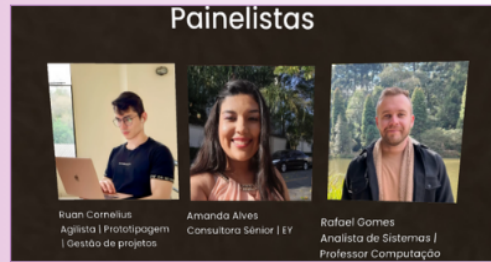 Painelistas
Ruan Cornelius
Agilista | Prototipagem
| Gestão de projetos
Amanda Alves
Consultora Sênior | EY
Rafael Gomes
Analista de Sistemas |
Professor Computação